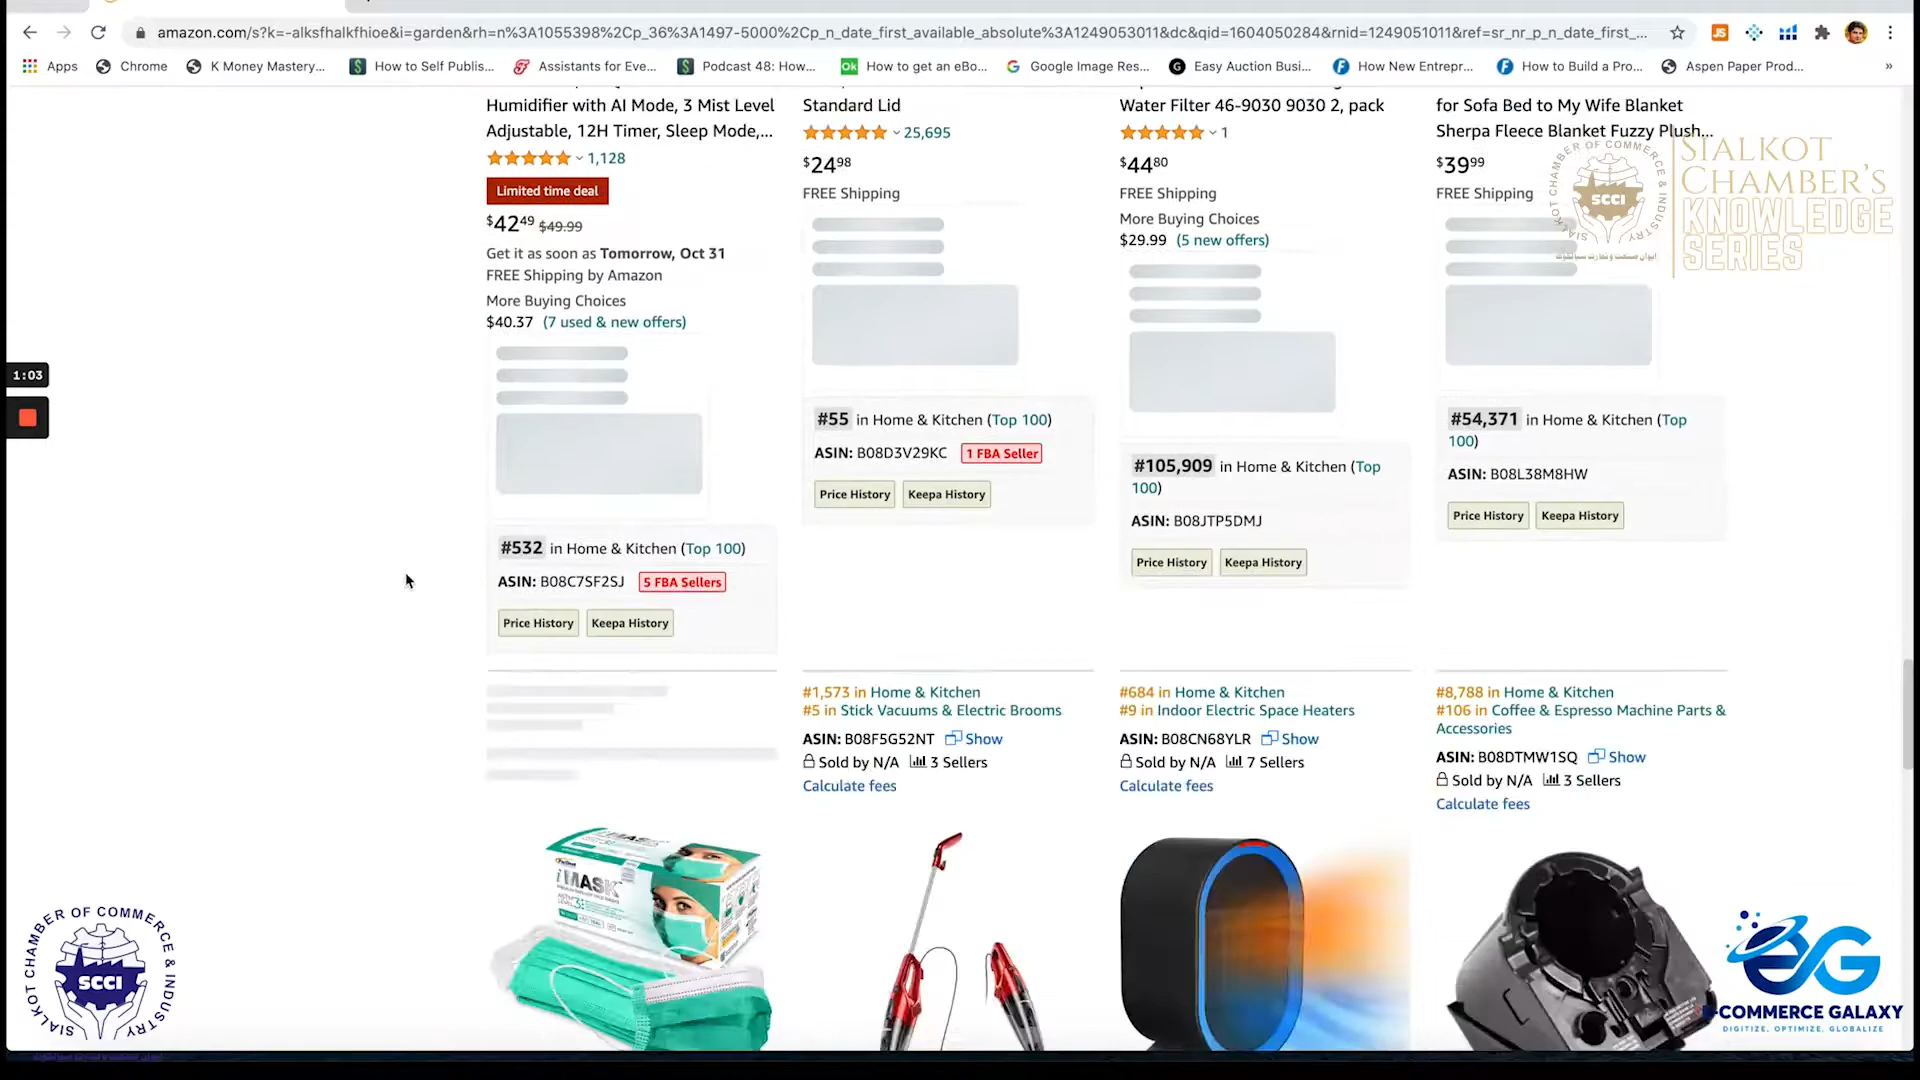 amazon.com/s?k=-alksfhalkfhioe&i=garden&rh=n%3A1055398%2Cp_36%3A1497-5000%2Cp_n_date_first_available_absolute%3A1249053011&dc&qid=1604050284&rnid=1249051011&ref=sr_nr_p_n_date_first_...
Apps Chrome K Money Mastery... How to Self Publis... Assistants for Eve... Podcast 48: How... Ok How to get an eBo... Google Image Res... Easy Auction Busi... How New Entrepr... How to Build a Pro... Aspen Paper Prod... »
Humidifier with AI Mode, 3 Mist Level
Adjustable, 12H Timer, Sleep Mode,...
1,128
Limited time deal
$42.49 $49.99
Get it as soon as Tomorrow, Oct 31
FREE Shipping by Amazon
More Buying Choices
$40.37 (7 used & new offers)
#532 in Home & Kitchen (Top 100)
ASIN: B08C7SF2SJ 5 FBA Sellers
Price History Keepa History
Standard Lid
25,695
$24.98
FREE Shipping
#55 in Home & Kitchen (Top 100)
ASIN: B08D3V29KC 1 FBA Seller
Price History Keepa History
Water Filter 46-9030 9030 2, pack
1
$44.80
FREE Shipping
More Buying Choices
$29.99 (5 new offers)
#105,909 in Home & Kitchen (Top
100)
ASIN: B08JTP5DMJ
Price History Keepa History
for Sofa Bed to My Wife Blanket
Sherpa Fleece Blanket Fuzzy Plush...
$39.99
FREE Shipping
#54,371 in Home & Kitchen (Top
100)
ASIN: B08L38M8HW
Price History Keepa History
SIALKOT CHAMBER OF COMMERCE & INDUSTRY
SCCI
SIALKOT
CHAMBER'S
KNOWLEDGE
SERIES
1:03
#1,573 in Home & Kitchen
#5 in Stick Vacuums & Electric Brooms
ASIN: B08F5G52NT Show
Sold by N/A 3 Sellers
Calculate fees
#684 in Home & Kitchen
#9 in Indoor Electric Space Heaters
ASIN: B08CN68YLR Show
Sold by N/A 7 Sellers
Calculate fees
#8,788 in Home & Kitchen
#106 in Coffee & Espresso Machine Parts &
Accessories
ASIN: B08DTMW1SQ Show
Sold by N/A 3 Sellers
Calculate fees
iMASK
SIALKOT CHAMBER OF COMMERCE & INDUSTRY
SCCI
-COMMERCE GALAXY
DIGITIZE. OPTIMIZE. GLOBALIZE